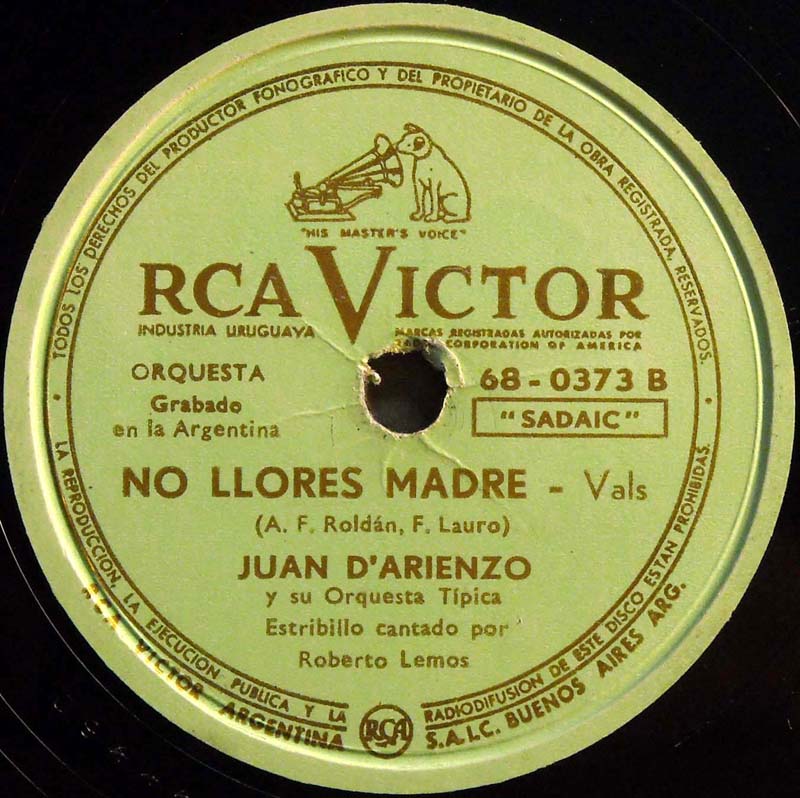 TODOS LOS DERECHOS DEL PRODUCTOR FONOGRAFICO Y DEL PROPIETARIO DE LA OBRA REGISTRADA, RESERVADOS.
"HIS MASTER'S VOICE"
RCA VICTOR
INDUSTRIA URUGUAYA
MARCAS REGISTRADAS AUTORIZADAS POR
RADIO CORPORATION OF AMERICA
ORQUESTA
68-0373 B
Grabado
en la Argentina
"SADAIC"
NO LLORES MADRE - Vals
(A. F. Roldán, F. Lauro)
JUAN D'ARIENZO
y su Orquesta Típica
Estribillo cantado por
Roberto Lemos
LA REPRODUCCION, LA EJECUCION PUBLICA Y LA RADIODIFUSION DE ESTE DISCO ESTAN PROHIBIDAS.
RCA VICTOR ARGENTINA S.A.I.C. BUENOS AIRES ARG.
RCA